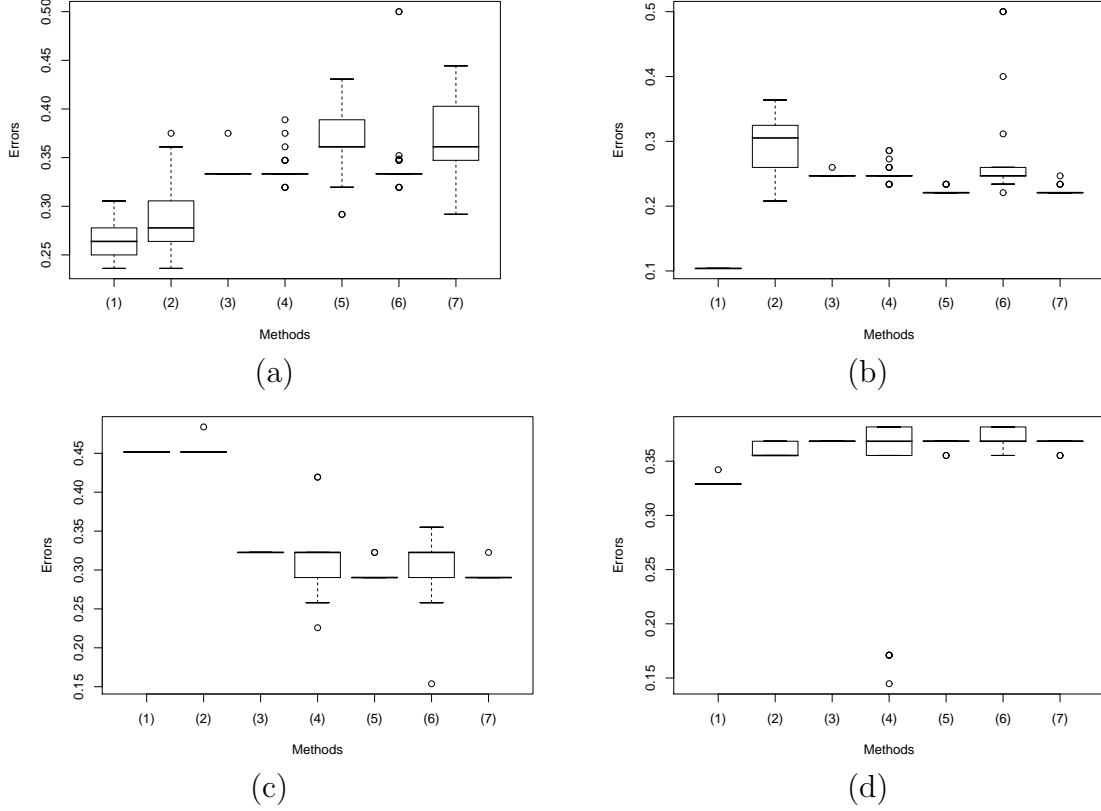 0.50
0.45
0.40
0.35
0.30
0.25
Errors
(1) (2) (3) (4) (5) (6) (7)
Methods
(a)
0.5
0.4
0.3
0.2
0.1
Errors
(1) (2) (3) (4) (5) (6) (7)
Methods
(b)
0.45
0.40
0.35
0.30
0.25
0.20
0.15
Errors
(1) (2) (3) (4) (5) (6) (7)
Methods
(c)
0.35
0.30
0.25
0.20
0.15
Errors
(1) (2) (3) (4) (5) (6) (7)
Methods
(d)